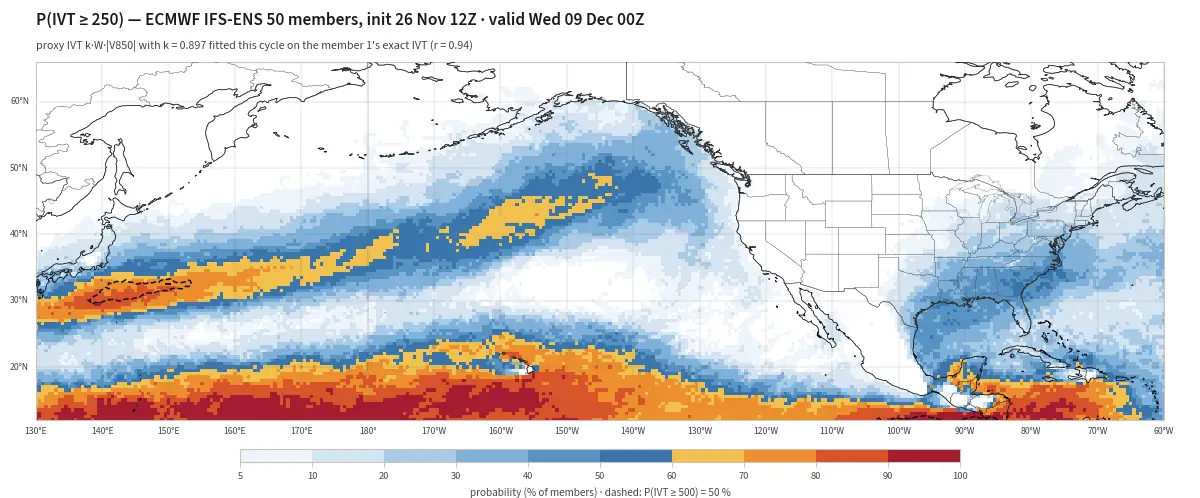 P(IVT ≥ 250) — ECMWF IFS-ENS 50 members, init 26 Nov 12Z · valid Wed 09 Dec 00Z
proxy IVT k·W·|V850| with k = 0.897 fitted this cycle on the member 1's exact IVT (r = 0.94)
60°N
50°N
40°N
30°N
20°N
130°E 140°E 150°E 160°E 170°E 180° 170°W 160°W 150°W 140°W 130°W 120°W 110°W 100°W 90°W 80°W 70°W 60°W
5 10 20 30 40 50 60 70 80 90 100
probability (% of members) · dashed: P(IVT ≥ 500) = 50 %